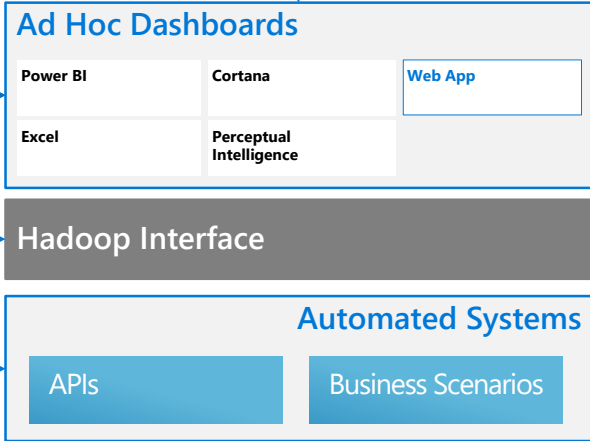 Ad Hoc Dashboards
Power BI
Cortana
Web App
Excel
Perceptual
Intelligence
Hadoop Interface
Automated Systems
APIs
Business Scenarios